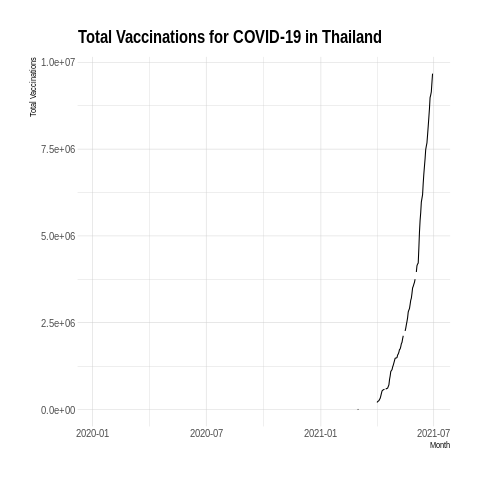 Total Vaccinations for COVID-19 in Thailand
Total Vaccinations
1.0e+07
7.5e+06
5.0e+06
2.5e+06
0.0e+00
2020-01
2020-07
2021-01
2021-07
Month